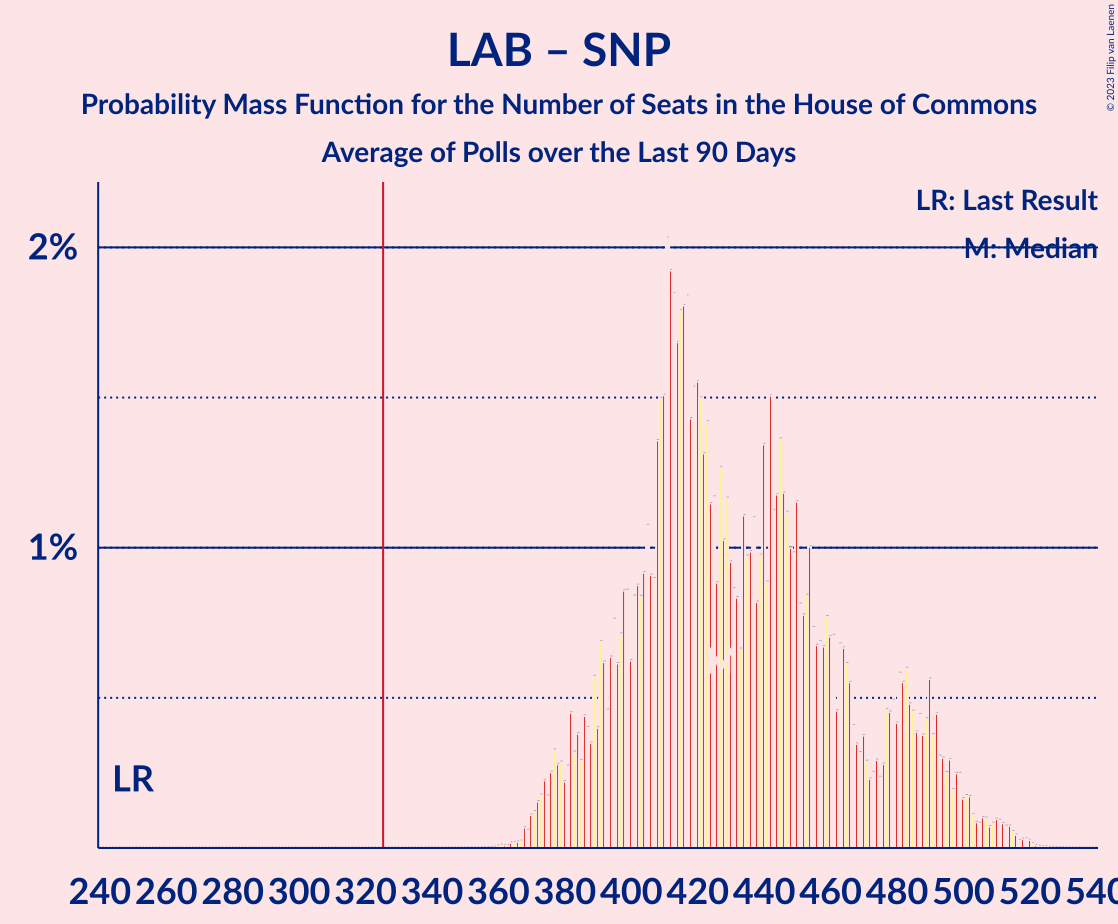 LAB – SNP
Probability Mass Function for the Number of Seats in the House of Commons
Average of Polls over the Last 90 Days
© 2023 Filip van Laenen
LR: Last Result
M: Median
2%
1%
LR
240 260 280 300 320 340 360 380 400 420 440 460 480 500 520 540